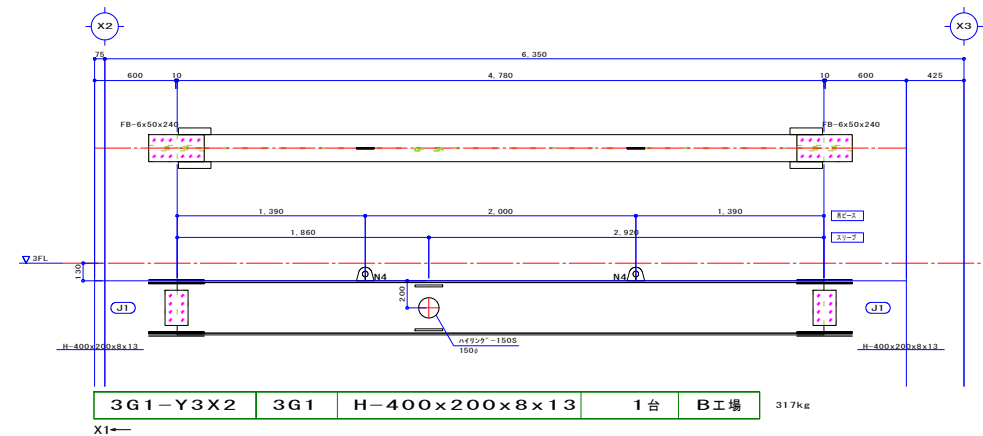 X2
X3
75
6,350
600
10
4,780
10
600
425
FB-6x50x240
FB-6x50x240
1,390
2,000
1,390
吊ピース
1,860
2,920
スリーブ
3FL
130
N4
N4
200
J1
J1
ハイリング-150S
150φ
H-400x200x8x13
H-400x200x8x13
3G1-Y3X2
3G1
H-400x200x8x13
1台
B工場
317kg
X1←